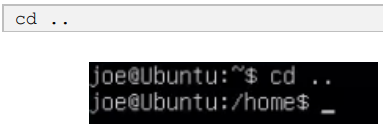 cd ..
joe@Ubuntu:~$ cd ..
joe@Ubuntu:/home$ _